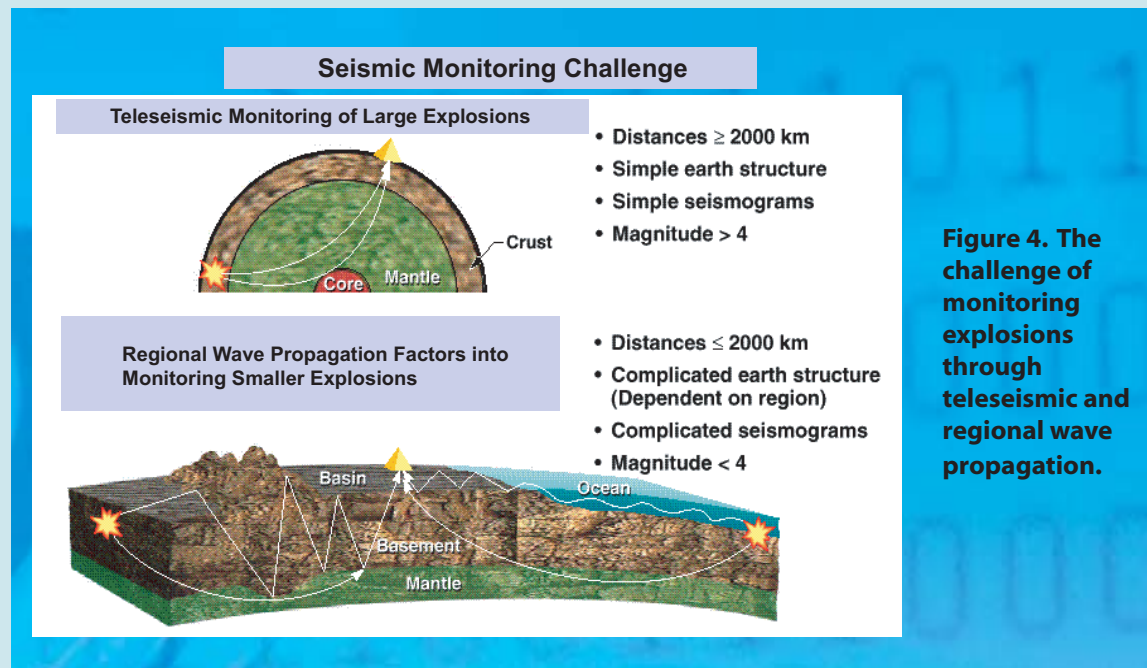 Seismic Monitoring Challenge
Teleseismic Monitoring of Large Explosions
• Distances ≥ 2000 km
• Simple earth structure
• Simple seismograms
• Magnitude > 4
Crust
Mantle
Core
Regional Wave Propagation Factors into
Monitoring Smaller Explosions
• Distances ≤ 2000 km
• Complicated earth structure
(Dependent on region)
• Complicated seismograms
• Magnitude < 4
Basin
Ocean
Basement
Mantle
Figure 4. The
challenge of
monitoring
explosions
through
teleseismic and
regional wave
propagation.